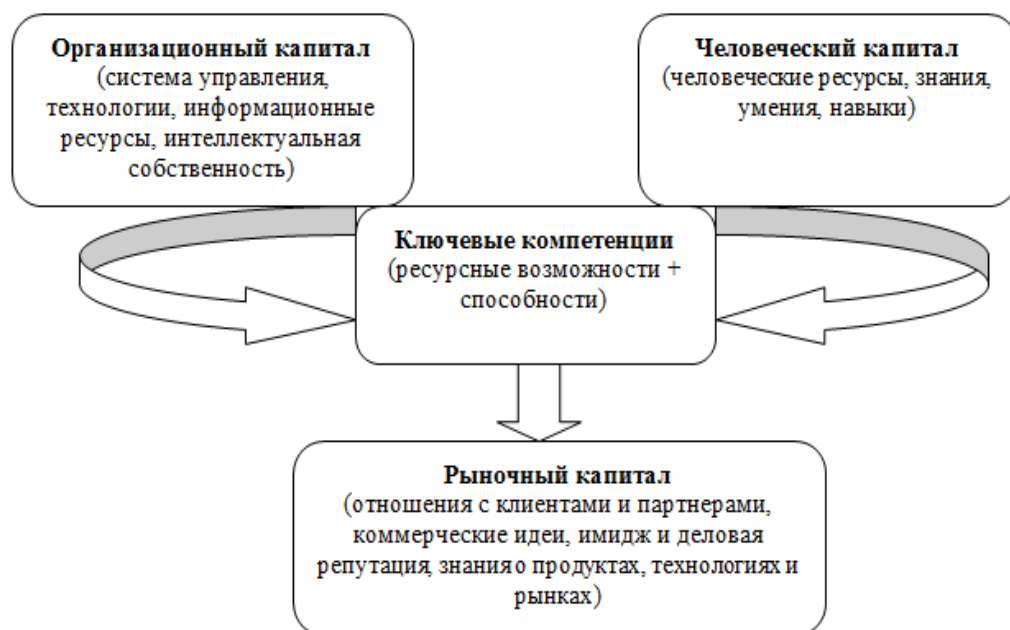 Организационный капитал
(система управления,
технологии, информационные
ресурсы, интеллектуальная
собственность)
Человеческий капитал
(человеческие ресурсы, знания,
умения, навыки)
Ключевые компетенции
(ресурсные возможности +
способности)
Рыночный капитал
(отношения с клиентами и партнерами,
коммерческие идеи, имидж и деловая
репутация, знания о продуктах, технологиях и
рынках)